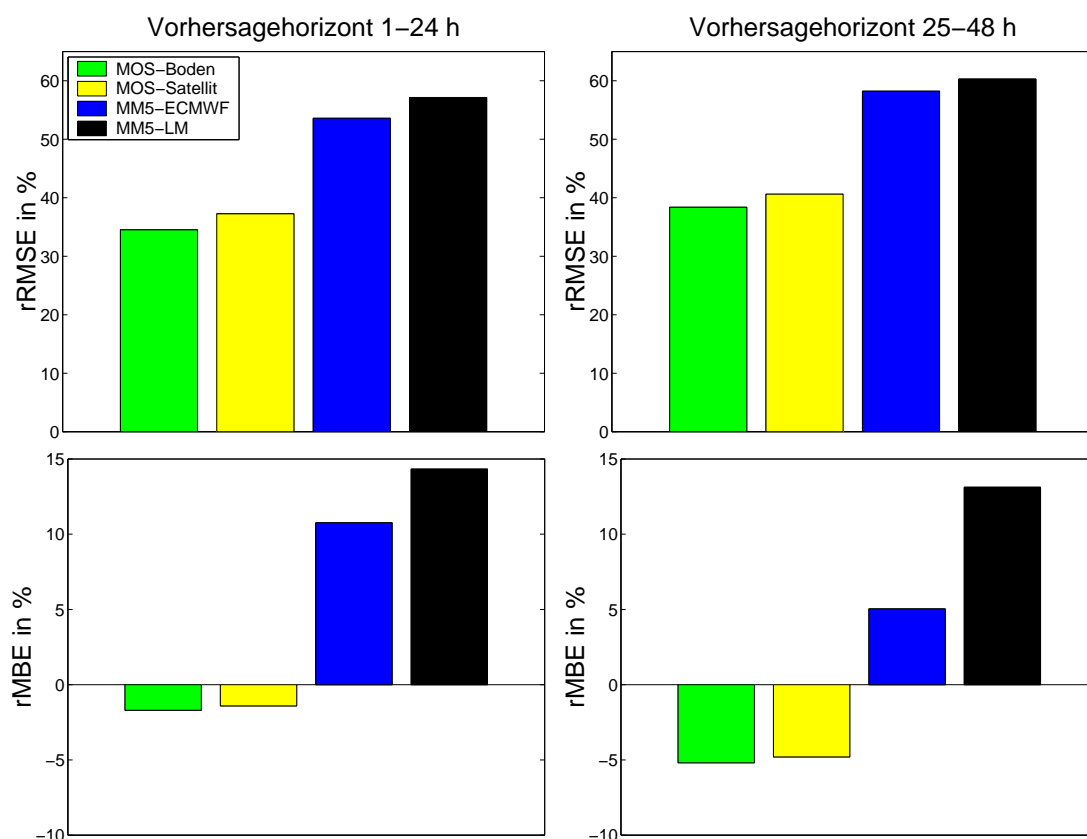 Vorhersagehorizont 1−24 h
Vorhersagehorizont 25−48 h
MOS−Boden
MOS−Satellit
MM5−ECMWF
MM5−LM
60
50
40
30
20
10
0
rRMSE in %
60
50
40
30
20
10
0
rRMSE in %
15
10
5
0
−5
−10
rMBE in %
15
10
5
0
−5
−10
rMBE in %